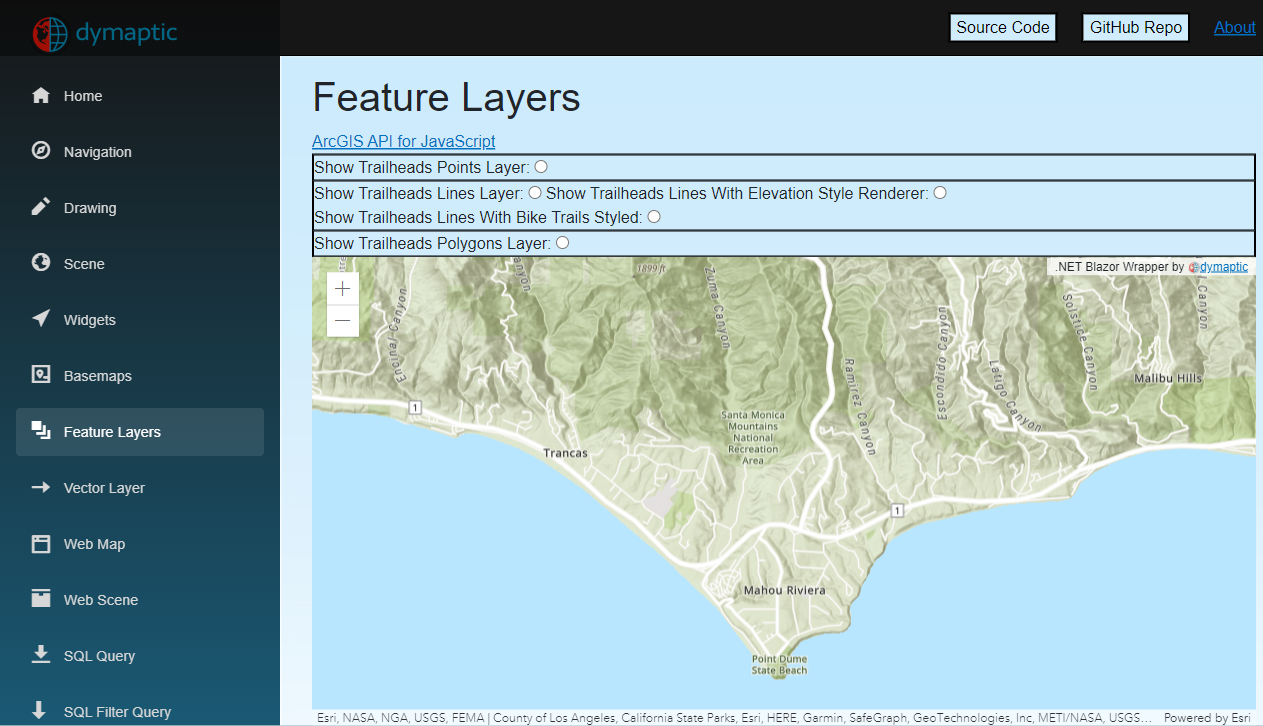 dymaptic
Source Code
GitHub Repo
About
Home
Navigation
Drawing
Scene
Widgets
Basemaps
Feature Layers
Vector Layer
Web Map
Web Scene
SQL Query
SQL Filter Query
Feature Layers
ArcGIS API for JavaScript
Show Trailheads Points Layer:
Show Trailheads Lines Layer: Show Trailheads Lines With Elevation Style Renderer:
Show Trailheads Lines With Bike Trails Styled:
Show Trailheads Polygons Layer:
.NET Blazor Wrapper by dymaptic
+
−
1899 ft
Encinal Canyon
Zuma Canyon
Ramirez Canyon
Escondido Canyon
Latigo Canyon
Solstice Canyon
Canyon
Malibu Hills
1
Santa Monica
Mountains
National
Recreation
Area
Trancas
1
Mahou Riviera
Point Dume
State Beach
Esri, NASA, NGA, USGS, FEMA | County of Los Angeles, California State Parks, Esri, HERE, Garmin, SafeGraph, GeoTechnologies, Inc, METI/NASA, USGS...
Powered by Esri